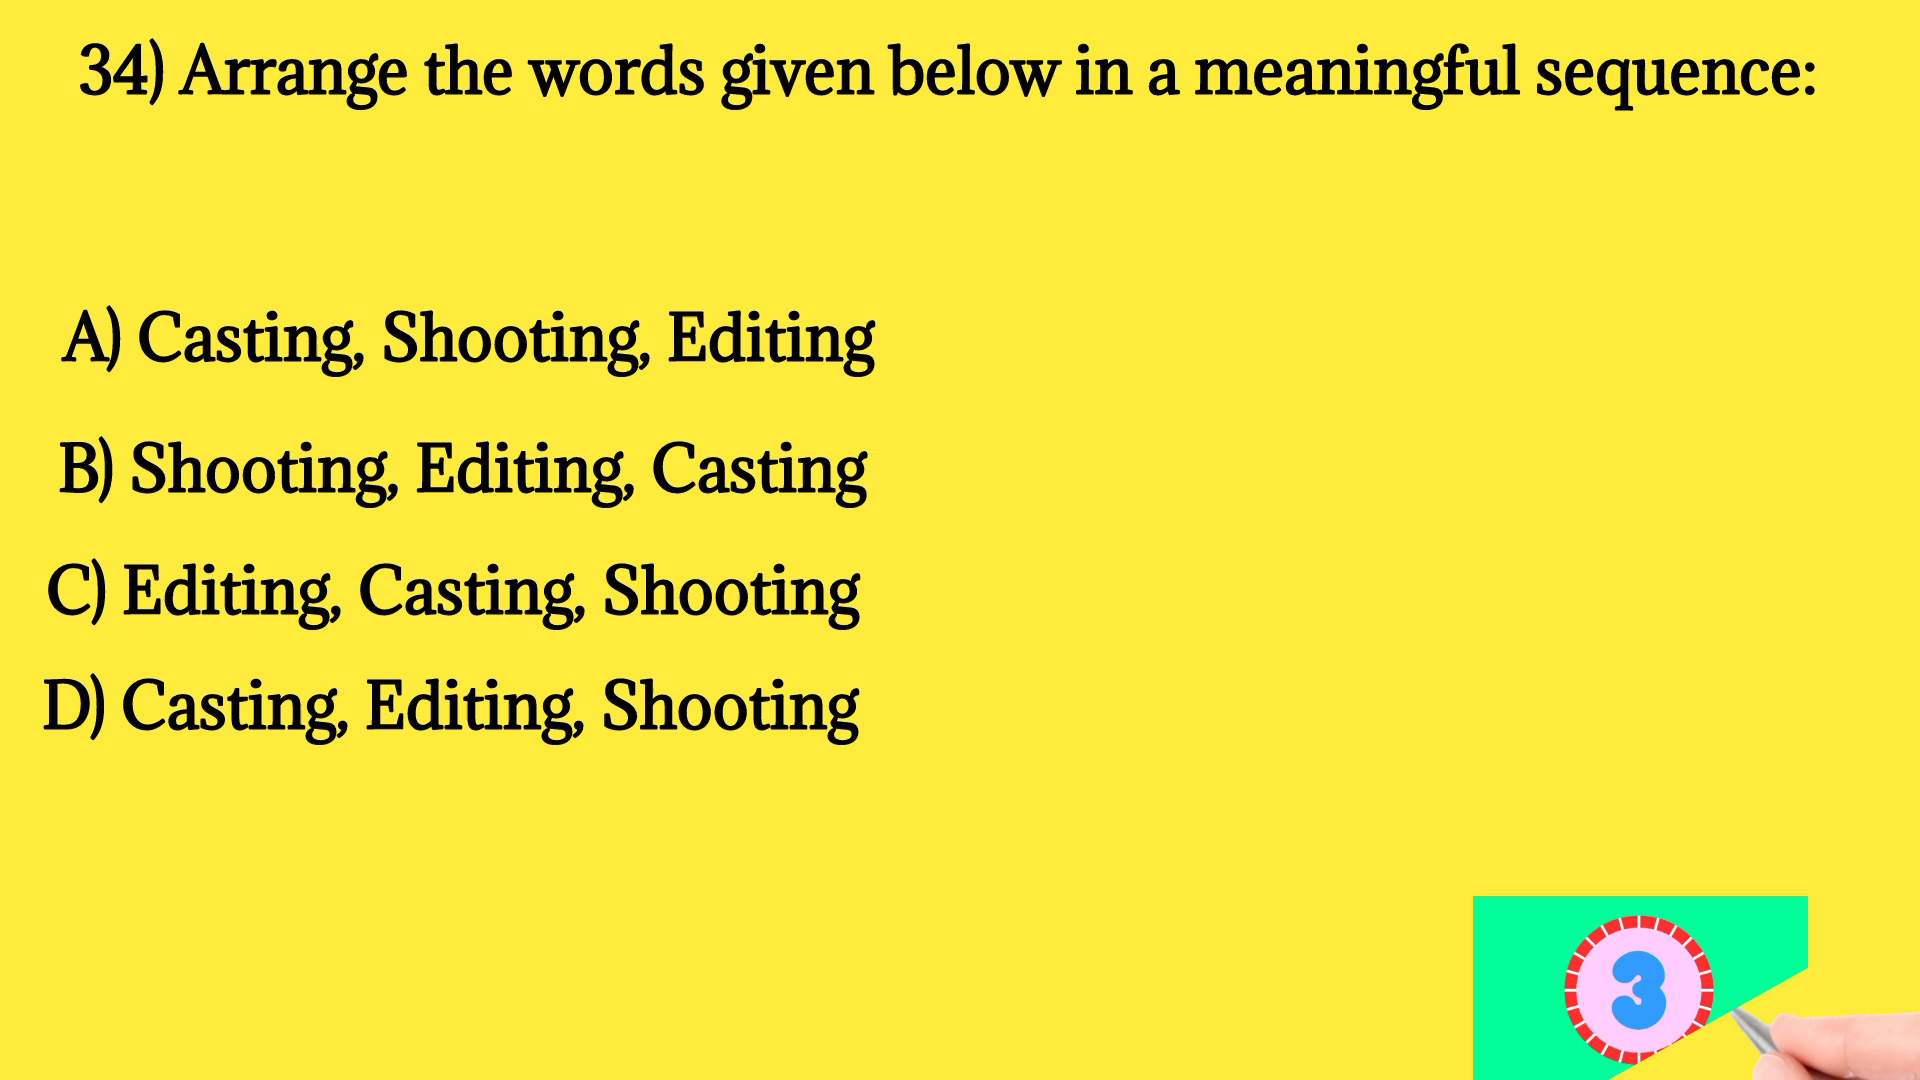 34) Arrange the words given below in a meaningful sequence:
A) Casting, Shooting, Editing
B) Shooting, Editing, Casting
C) Editing, Casting, Shooting
D) Casting, Editing, Shooting
3